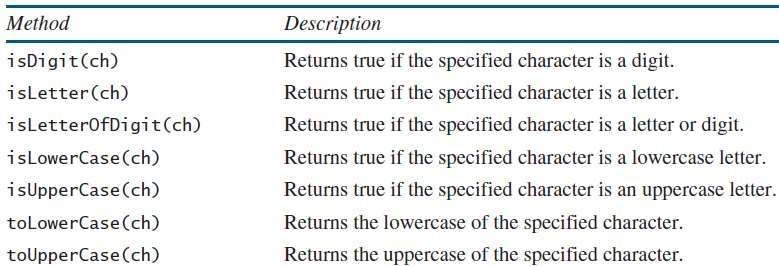 Method Description
isDigit(ch) Returns true if the specified character is a digit.
isLetter(ch) Returns true if the specified character is a letter.
isLetterOfDigit(ch) Returns true if the specified character is a letter or digit.
isLowerCase(ch) Returns true if the specified character is a lowercase letter.
isUpperCase(ch) Returns true if the specified character is an uppercase letter.
toLowerCase(ch) Returns the lowercase of the specified character.
toUpperCase(ch) Returns the uppercase of the specified character.